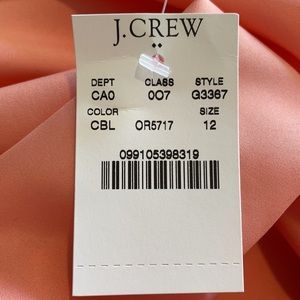 J.CREW
DEPT CLASS STYLE
CA0 007 G3367
COLOR SIZE
CBL OR5717 12
099105398319